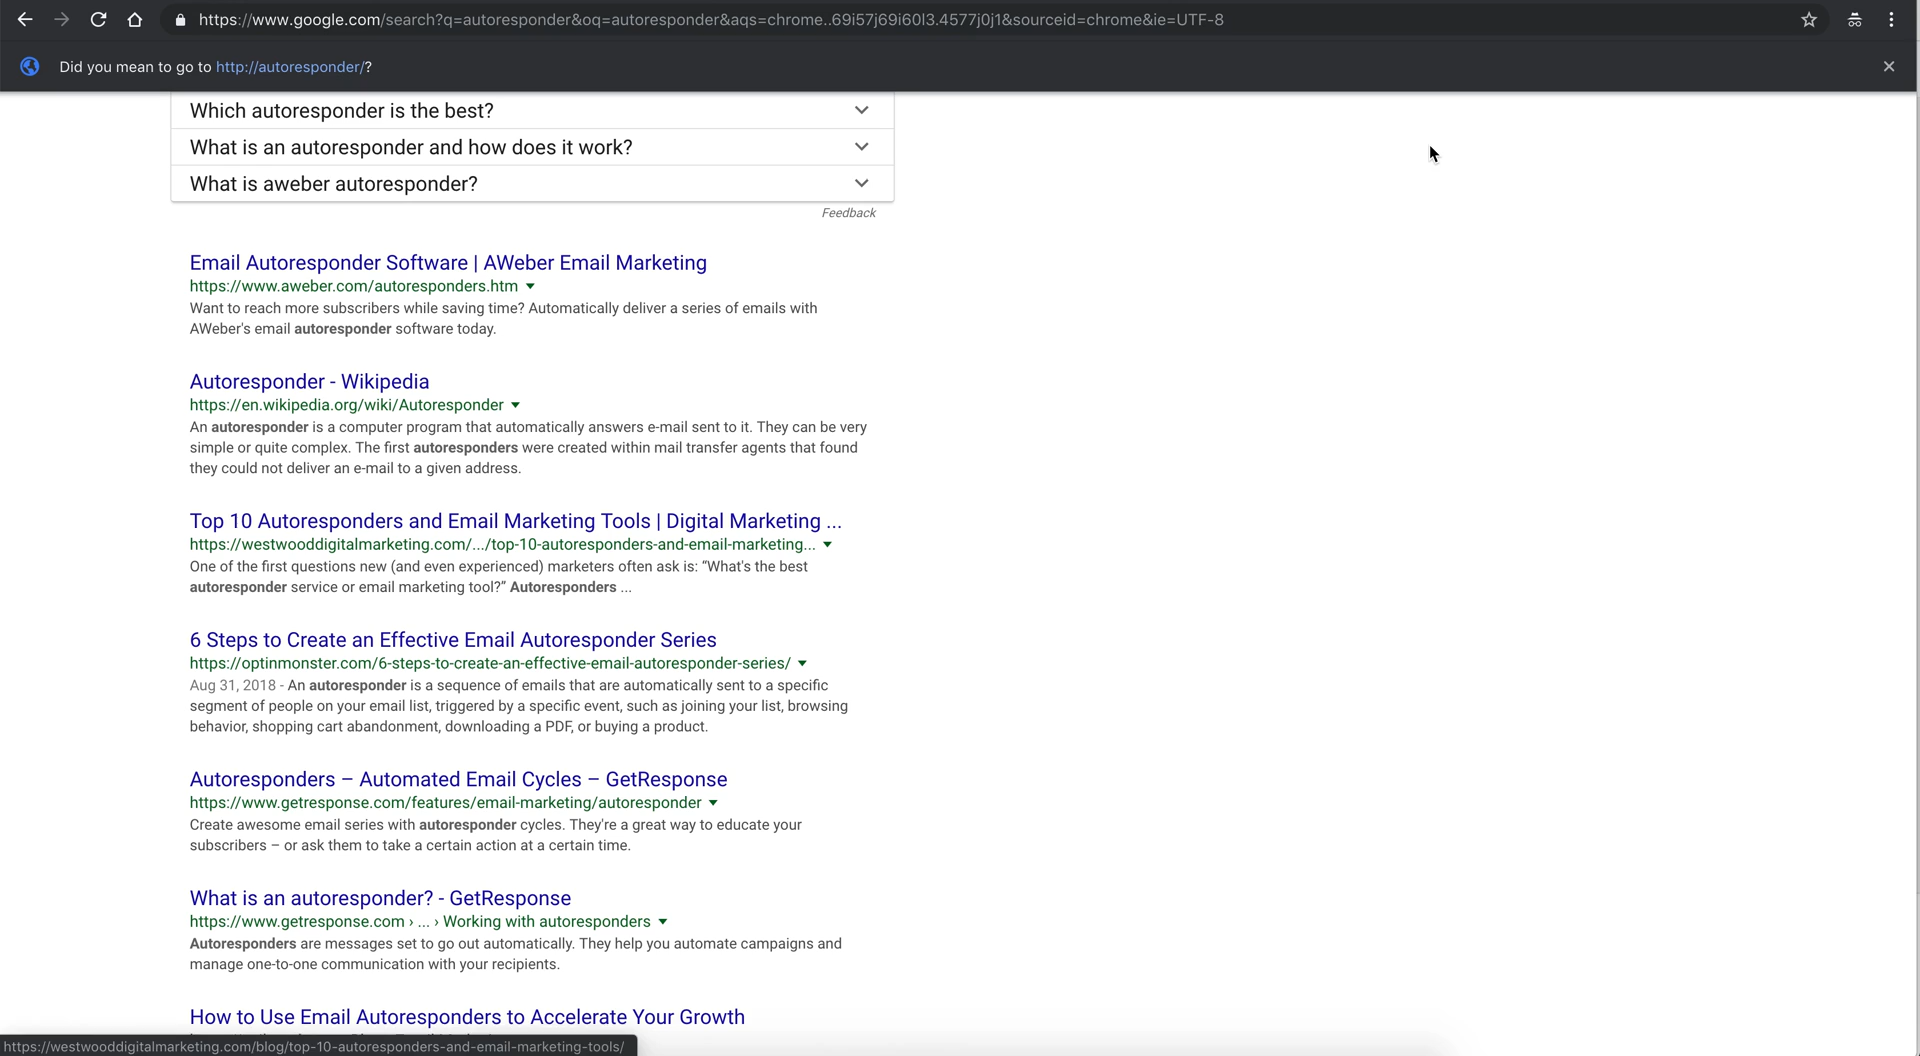 https://www.google.com/search?q=autoresponder&oq=autoresponder&aqs=chrome..69i57j69i60l3.4577j0j1&sourceid=chrome&ie=UTF-8
Did you mean to go to http://autoresponder/?
Which autoresponder is the best?
What is an autoresponder and how does it work?
What is aweber autoresponder?
Feedback
Email Autoresponder Software | AWeber Email Marketing
https://www.aweber.com/autoresponders.htm
Want to reach more subscribers while saving time? Automatically deliver a series of emails with
AWeber's email autoresponder software today.
Autoresponder - Wikipedia
https://en.wikipedia.org/wiki/Autoresponder
An autoresponder is a computer program that automatically answers e-mail sent to it. They can be very
simple or quite complex. The first autoresponders were created within mail transfer agents that found
they could not deliver an e-mail to a given address.
Top 10 Autoresponders and Email Marketing Tools | Digital Marketing ...
https://westwooddigitalmarketing.com/.../top-10-autoresponders-and-email-marketing...
One of the first questions new (and even experienced) marketers often ask is: “What's the best
autoresponder service or email marketing tool?” Autoresponders ...
6 Steps to Create an Effective Email Autoresponder Series
https://optinmonster.com/6-steps-to-create-an-effective-email-autoresponder-series/
Aug 31, 2018 - An autoresponder is a sequence of emails that are automatically sent to a specific
segment of people on your email list, triggered by a specific event, such as joining your list, browsing
behavior, shopping cart abandonment, downloading a PDF, or buying a product.
Autoresponders – Automated Email Cycles – GetResponse
https://www.getresponse.com/features/email-marketing/autoresponder
Create awesome email series with autoresponder cycles. They're a great way to educate your
subscribers – or ask them to take a certain action at a certain time.
What is an autoresponder? - GetResponse
https://www.getresponse.com › ... › Working with autoresponders
Autoresponders are messages set to go out automatically. They help you automate campaigns and
manage one-to-one communication with your recipients.
How to Use Email Autoresponders to Accelerate Your Growth
https://westwooddigitalmarketing.com/blog/top-10-autoresponders-and-email-marketing-tools/